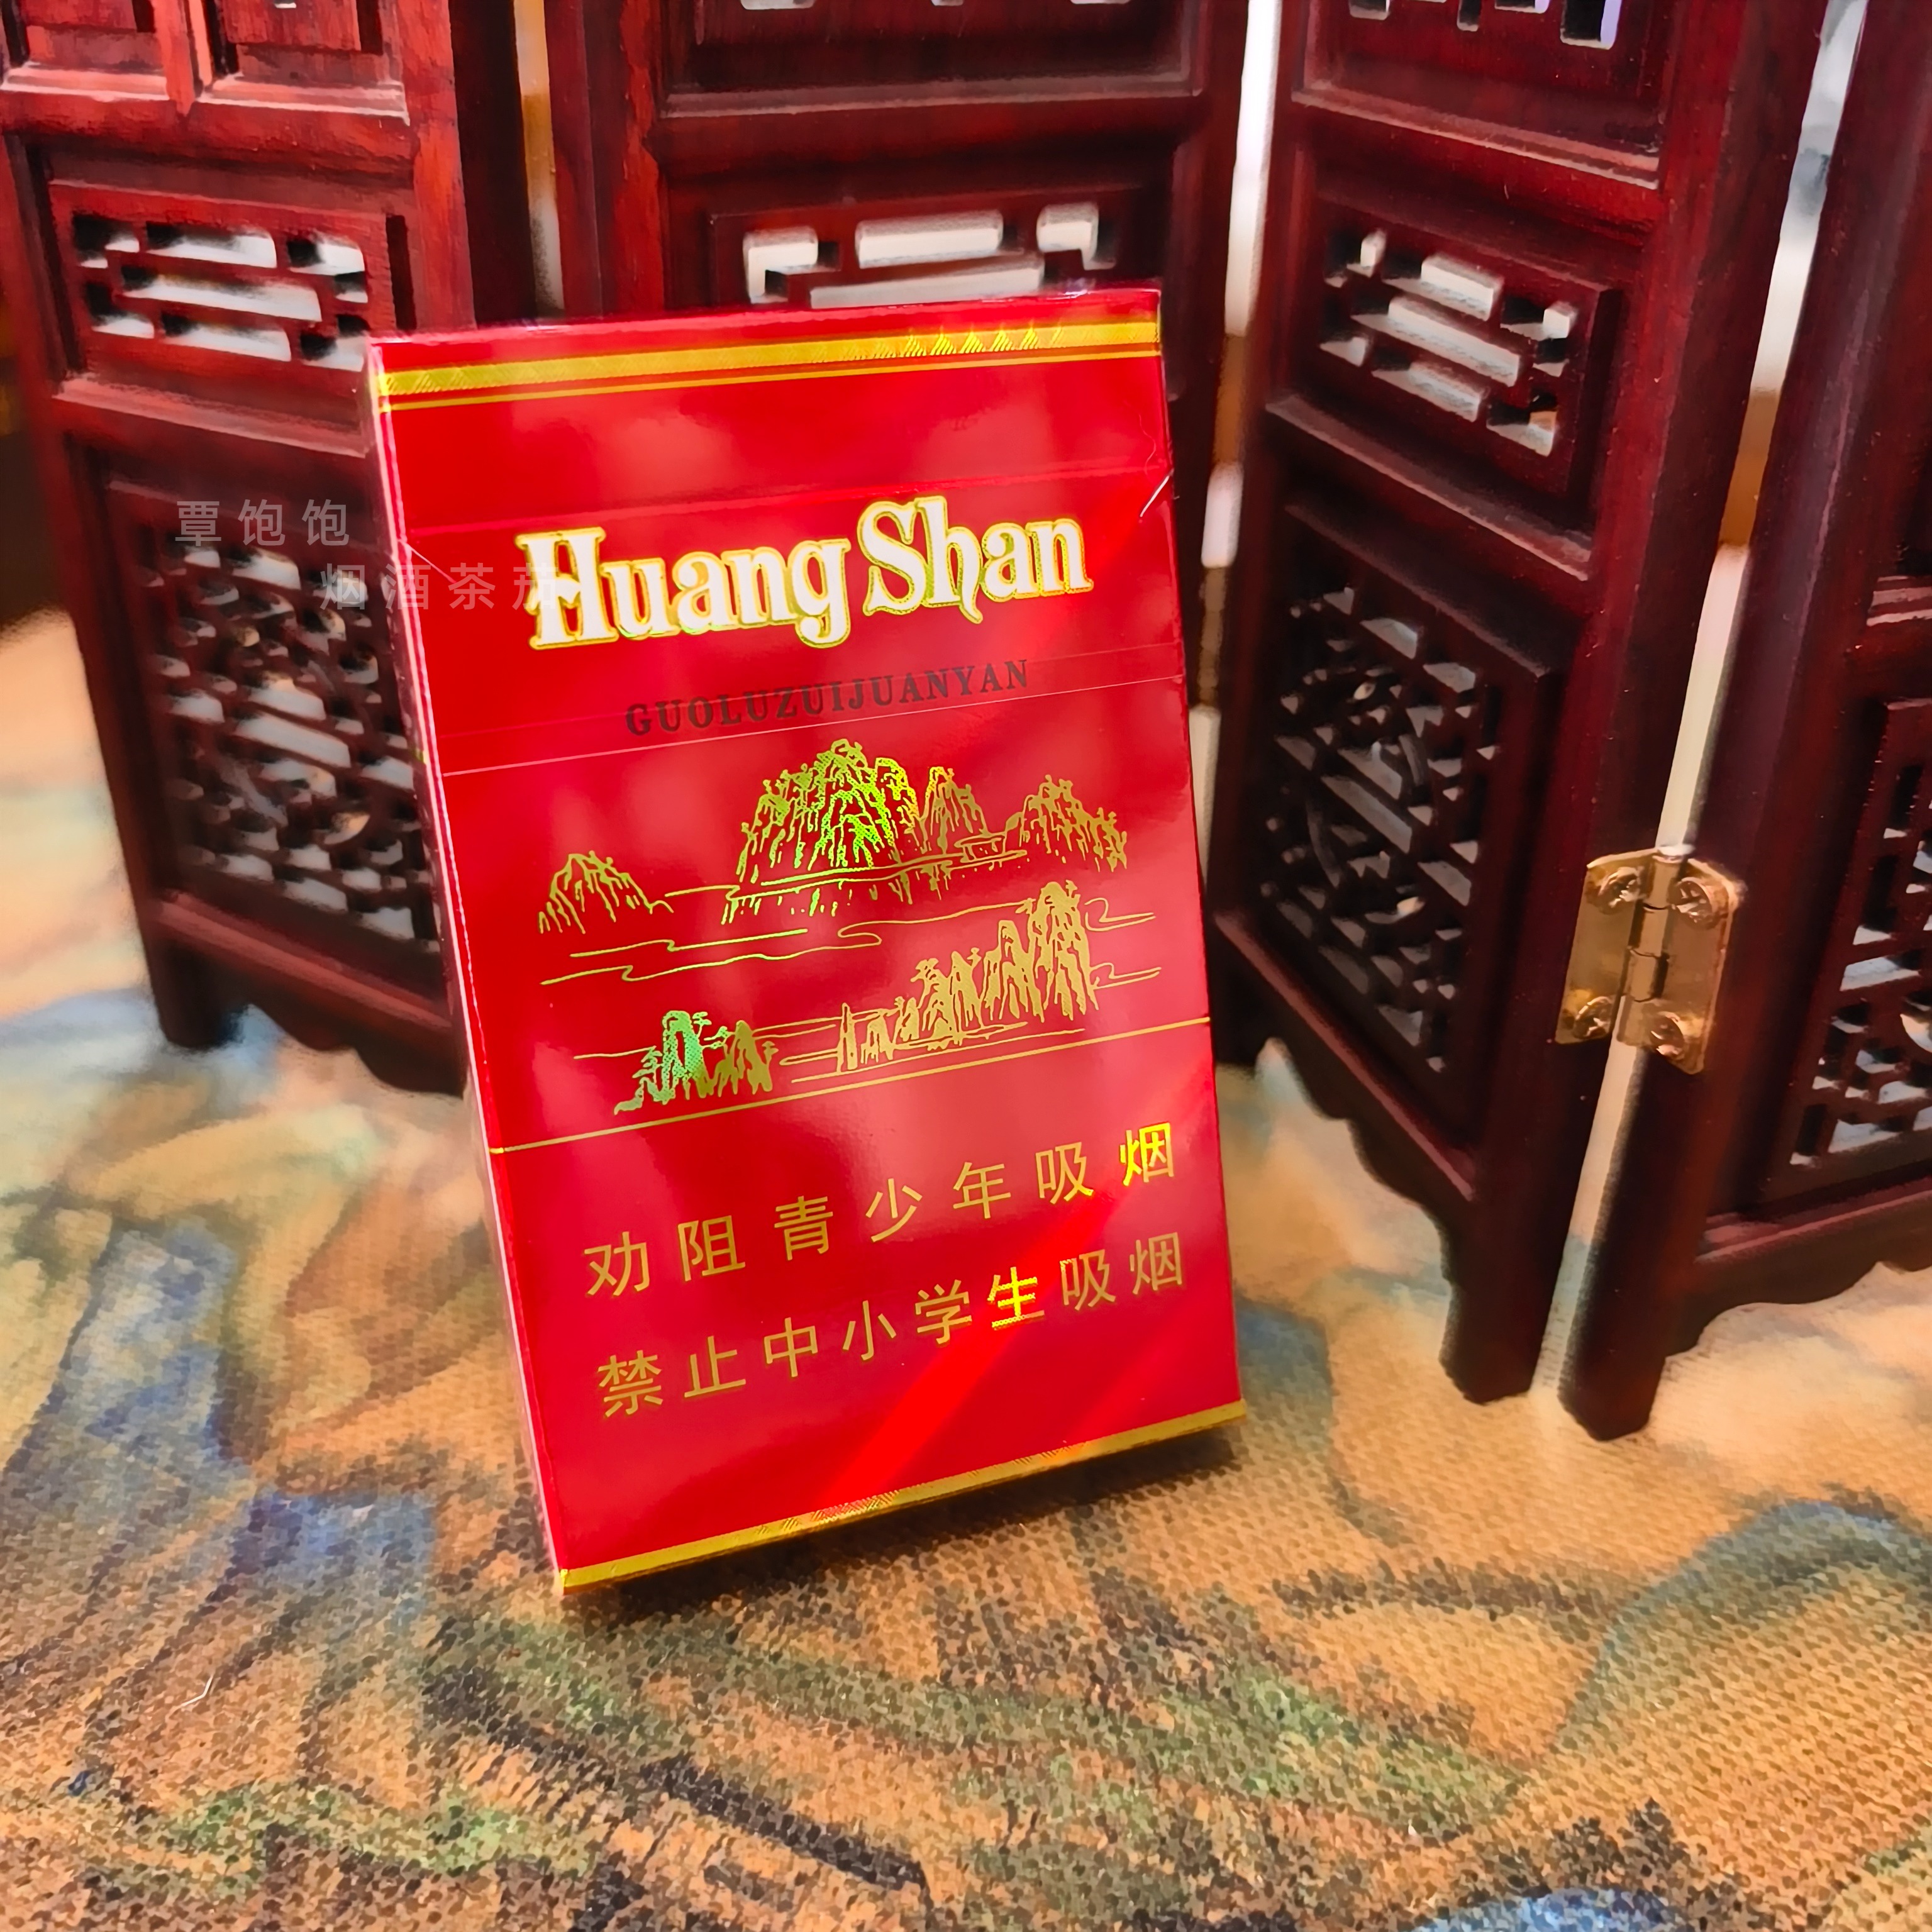 覃饱饱
烟酒茶茄
Huang Shan
GUOLUZUIJUANYAN
劝阻青少年吸烟
禁止中小学生吸烟